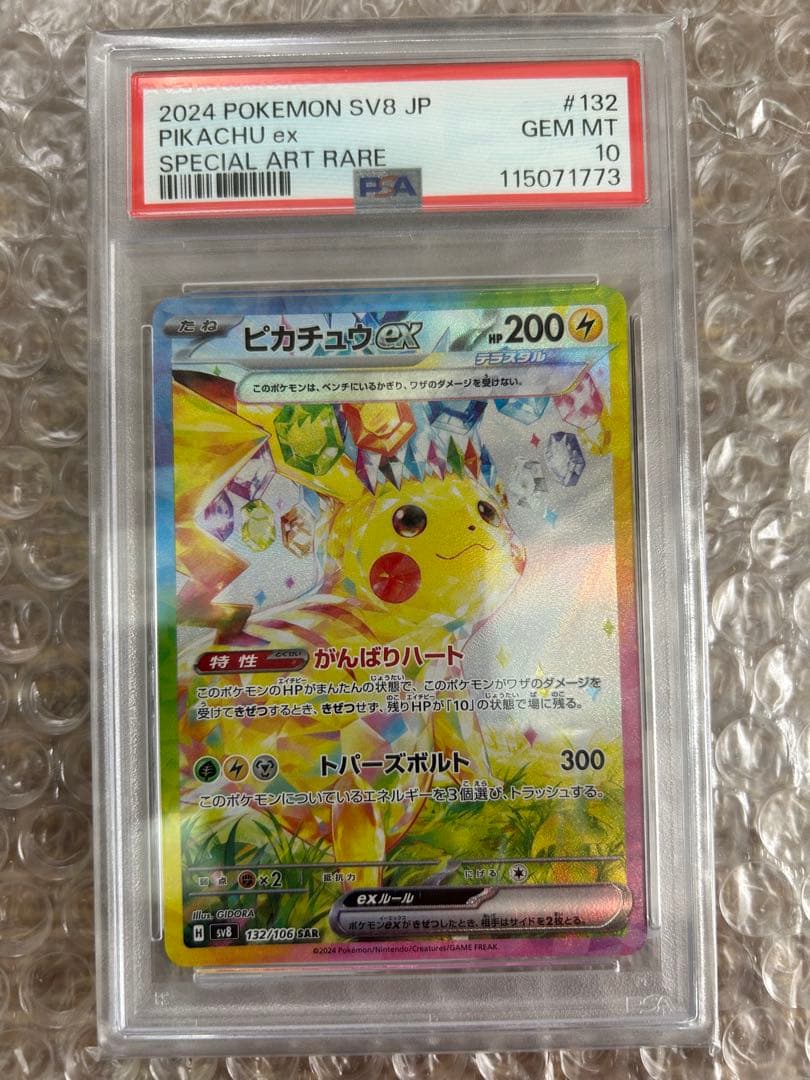 2024 POKEMON SV8 JP #132
PIKACHU ex GEM MT
SPECIAL ART RARE 10
PSA 115071773
たね ピカチュウex HP200
テラスタル
このポケモンは、ベンチにいるかぎり、ワザのダメージを受けない。
特性 とくせい がんばりハート
このポケモンのHPがまんたんの状態で、このポケモンがワザのダメージを
受けてきぜつするとき、きぜつせず、残りHPが「10」の状態で場に残る。
トパーズボルト 300
このポケモンについているエネルギーを3個選び、トラッシュする。
弱点 ×2 抵抗力 にげる
exルール
ポケモンexがきぜつしたとき、相手はサイドを2枚とる。
Illus. GIDORA
H sv8 132/106 SAR
©2024 Pokémon/Nintendo/Creatures/GAME FREAK.
PSA